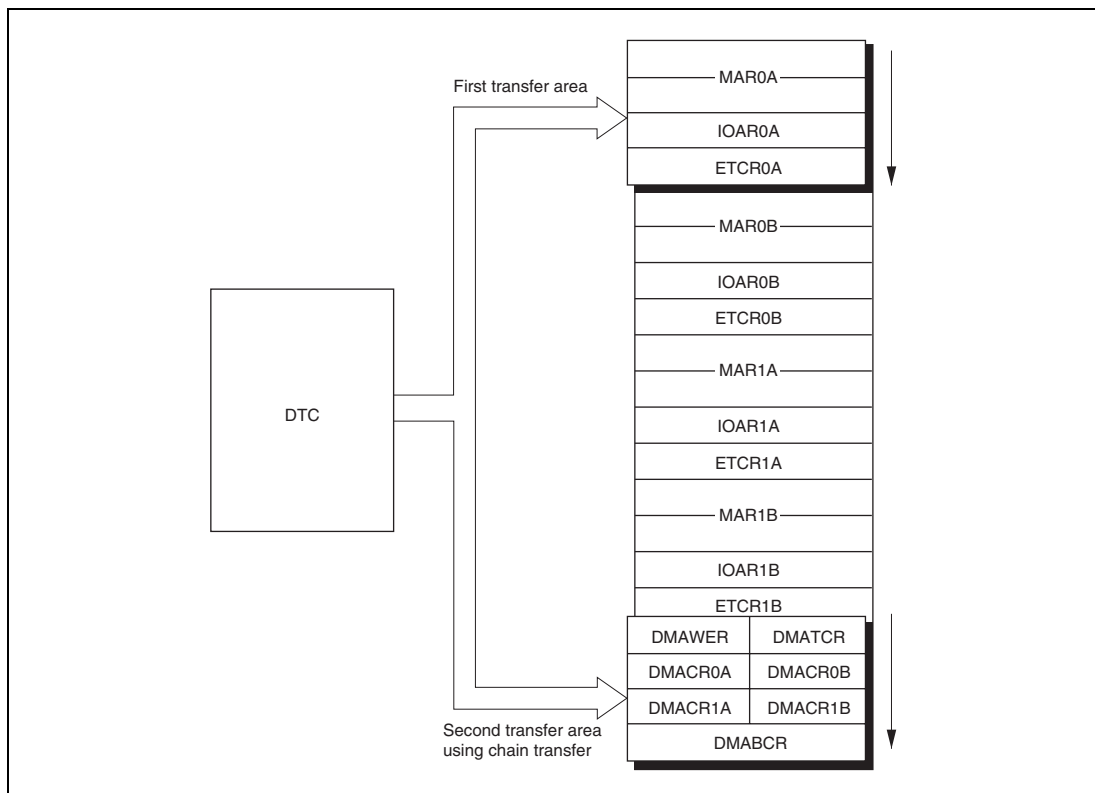 First transfer area
MAR0A
IOAR0A
ETCR0A
MAR0B
IOAR0B
ETCR0B
MAR1A
IOAR1A
ETCR1A
MAR1B
IOAR1B
ETCR1B
DTC
DMAWER DMATCR
DMACR0A DMACR0B
DMACR1A DMACR1B
DMABCR
Second transfer area
using chain transfer